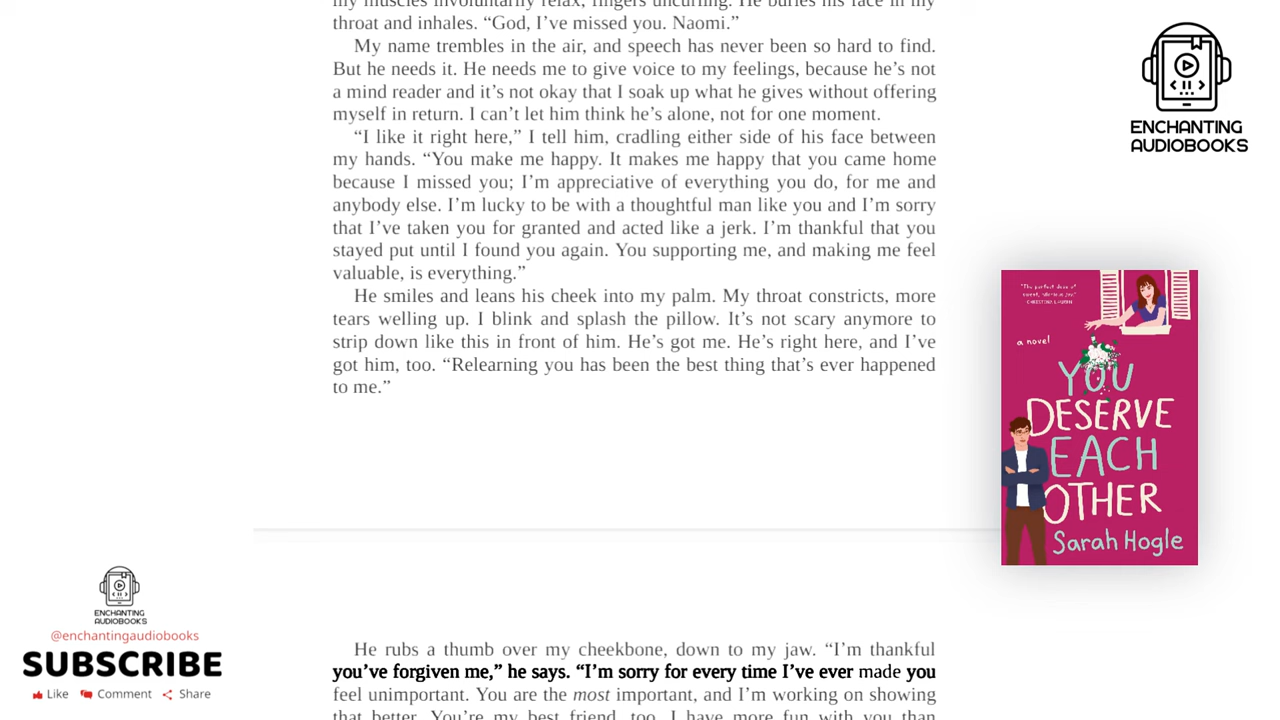 my muscles involuntarily relax, fingers uncurling. He buries his face in my
throat and inhales. “God, I’ve missed you. Naomi.”
My name trembles in the air, and speech has never been so hard to find.
But he needs it. He needs me to give voice to my feelings, because he’s not
a mind reader and it’s not okay that I soak up what he gives without offering
myself in return. I can’t let him think he’s alone, not for one moment.
“I like it right here,” I tell him, cradling either side of his face between
my hands. “You make me happy. It makes me happy that you came home
because I missed you; I’m appreciative of everything you do, for me and
anybody else. I’m lucky to be with a thoughtful man like you and I’m sorry
that I’ve taken you for granted and acted like a jerk. I’m thankful that you
stayed put until I found you again. You supporting me, and making me feel
valuable, is everything.”
He smiles and leans his cheek into my palm. My throat constricts, more
tears welling up. I blink and splash the pillow. It’s not scary anymore to
strip down like this in front of him. He’s got me. He’s right here, and I’ve
got him, too. “Relearning you has been the best thing that’s ever happened
to me.”
He rubs a thumb over my cheekbone, down to my jaw. “I’m thankful
you’ve forgiven me,” he says. “I’m sorry for every time I’ve ever made you
feel unimportant. You are the most important, and I’m working on showing
that better. You’re my best friend, too. I have more fun with you than
ENCHANTING
AUDIOBOOKS
a novel
YOU
DESERVE
EACH
OTHER
Sarah Hogle
ENCHANTING
AUDIOBOOKS
@enchantingaudiobooks
SUBSCRIBE
Like Comment Share